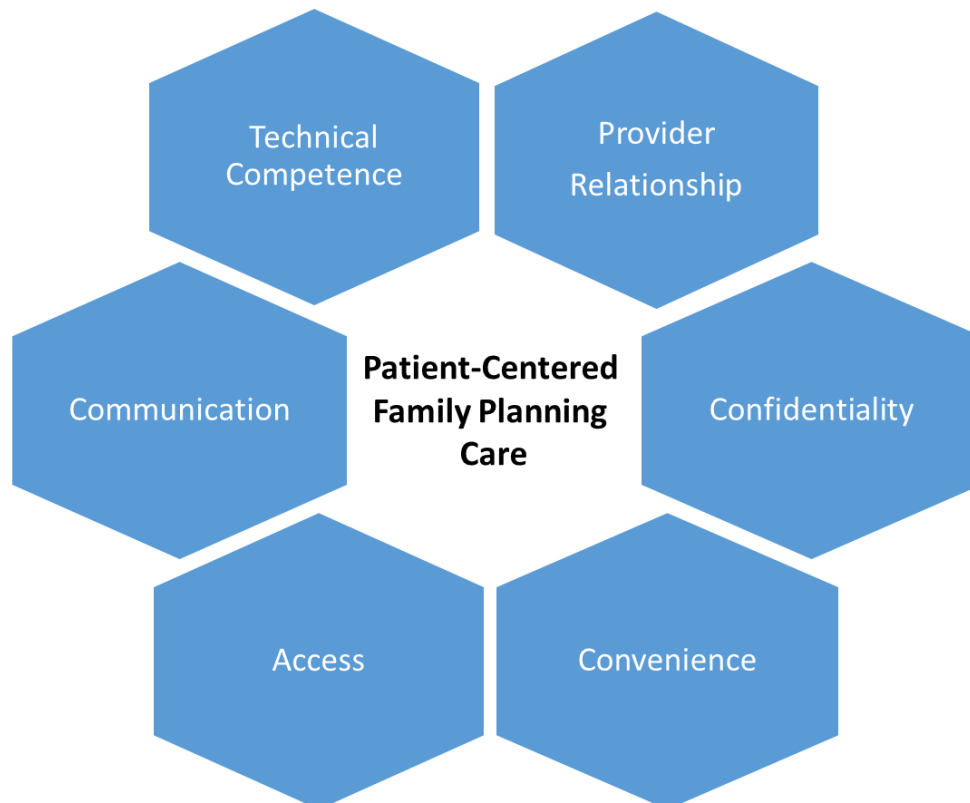 Technical
Competence
Provider
Relationship
Communication
Patient-Centered
Family Planning
Care
Confidentiality
Access
Convenience